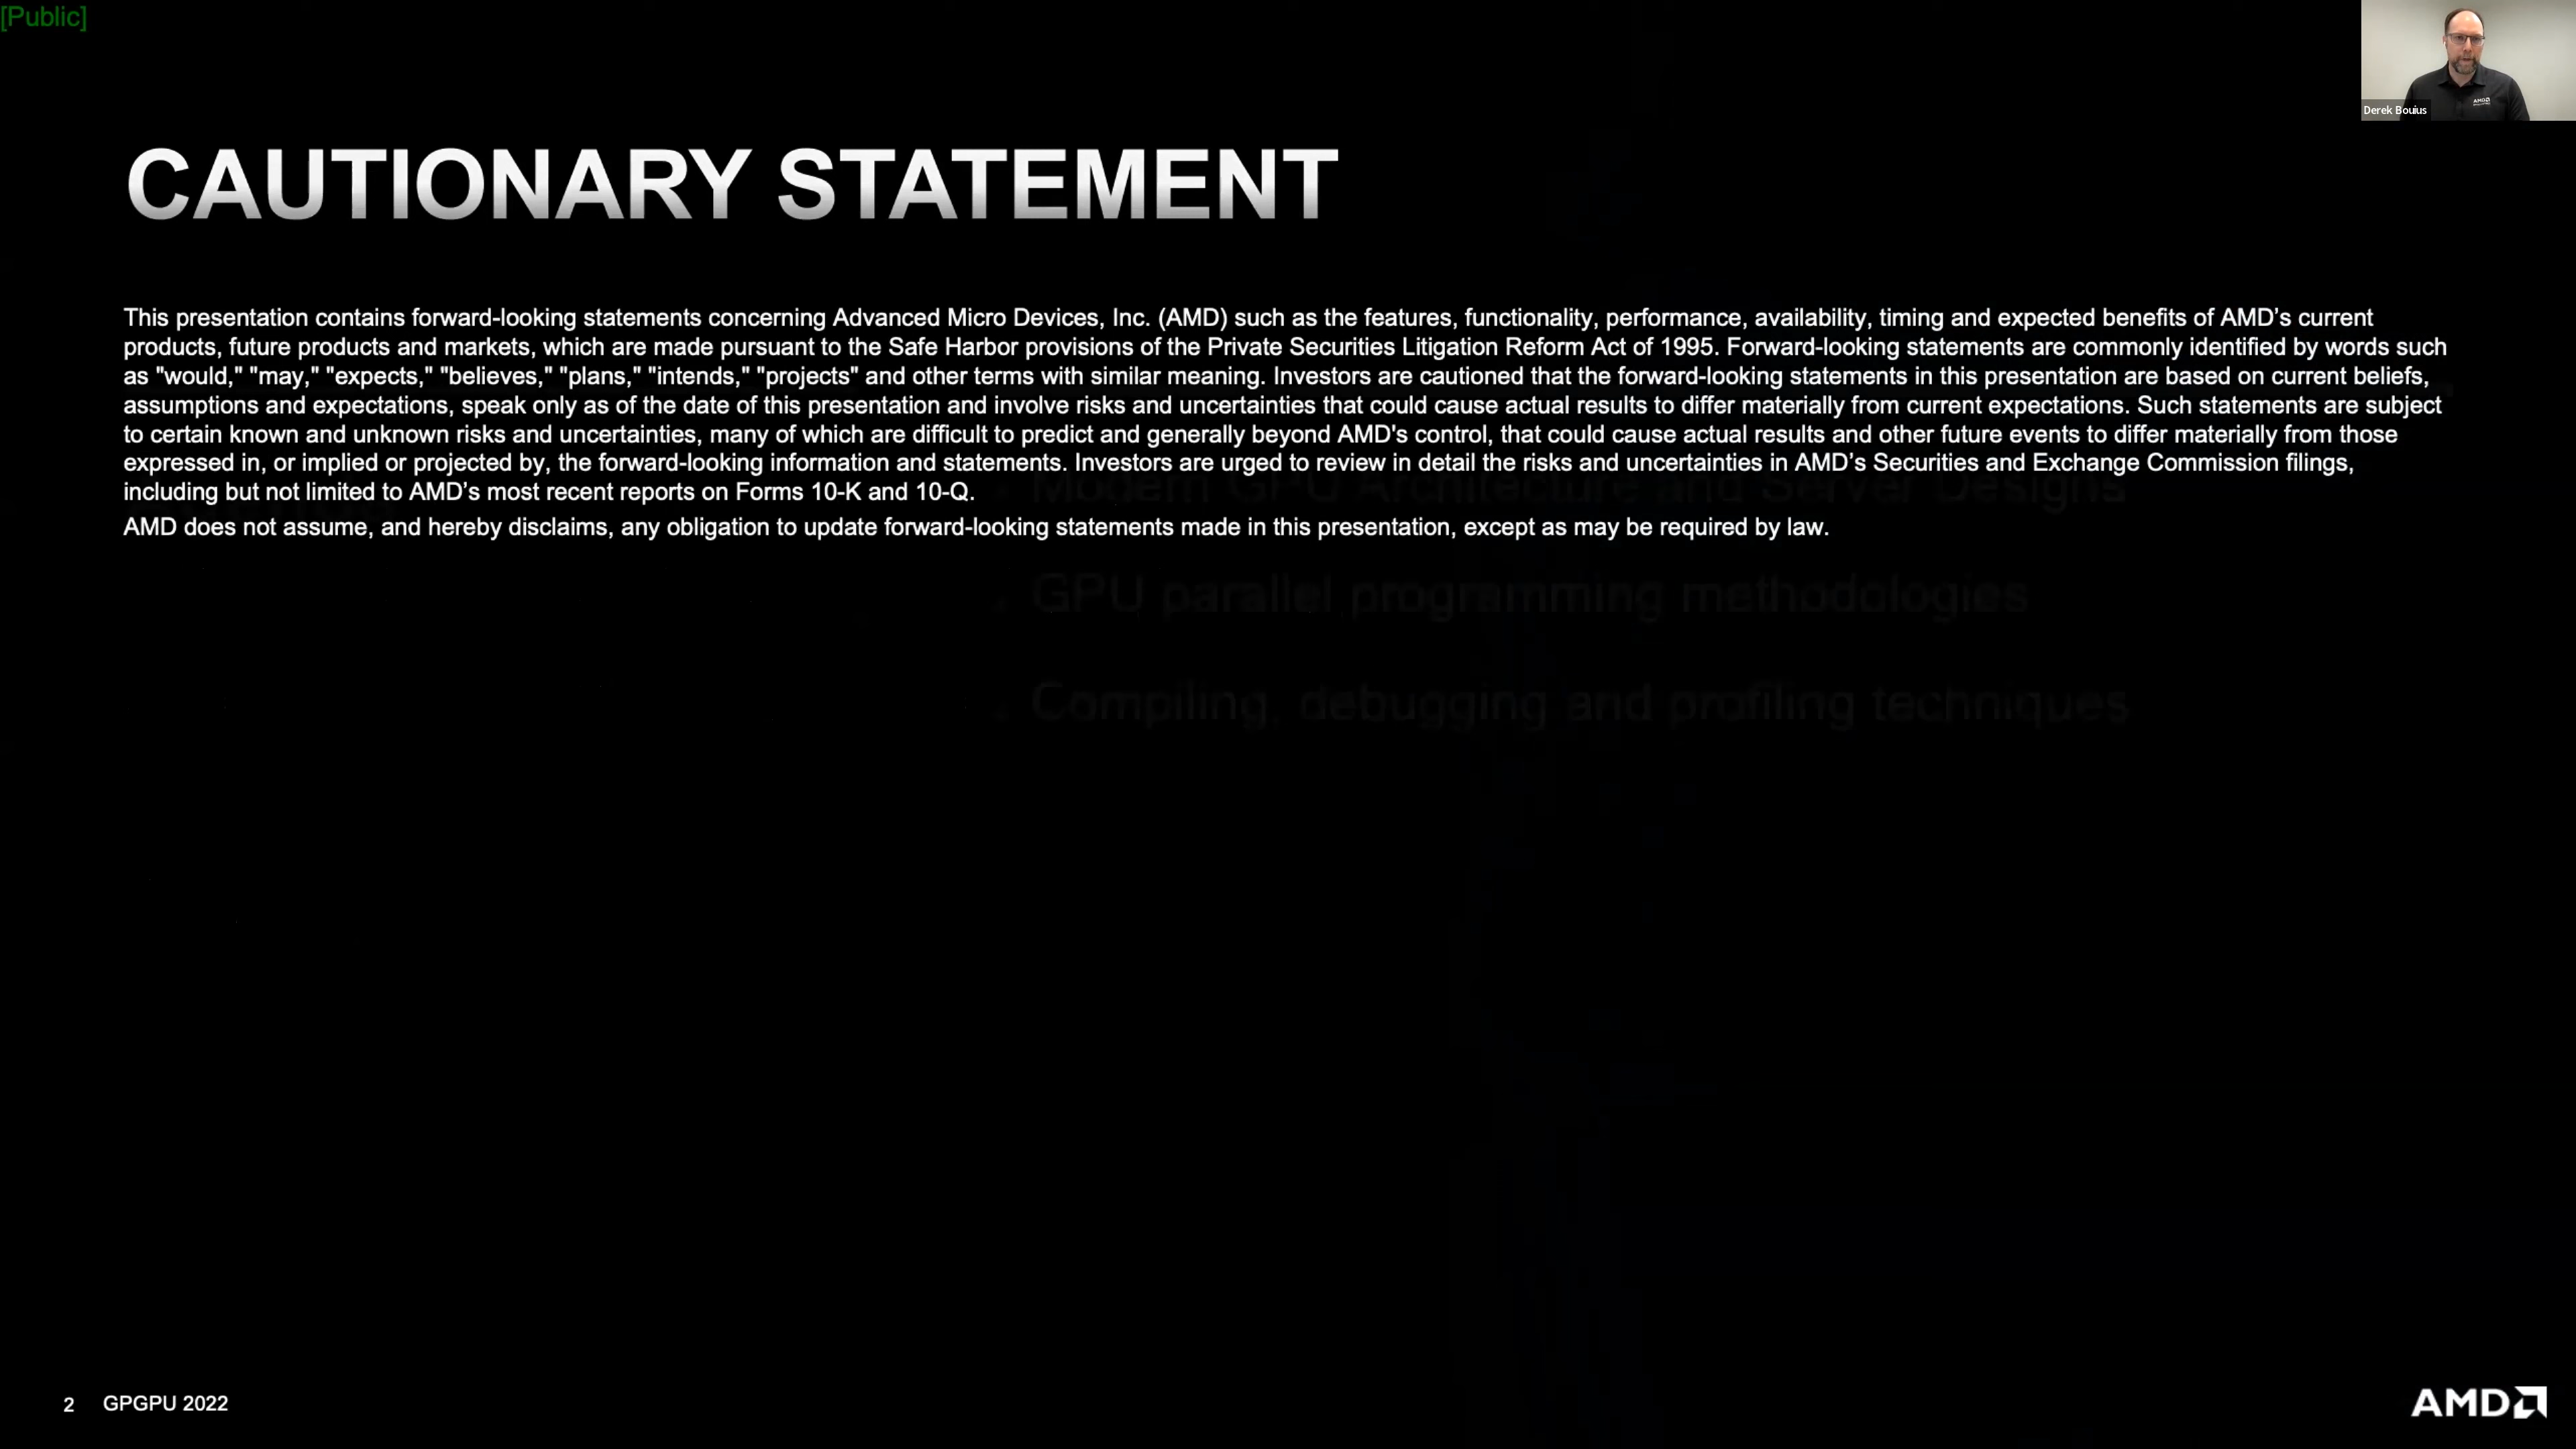 [Public]
Derek Bouius
CAUTIONARY STATEMENT
This presentation contains forward-looking statements concerning Advanced Micro Devices, Inc. (AMD) such as the features, functionality, performance, availability, timing and expected benefits of AMD’s current
products, future products and markets, which are made pursuant to the Safe Harbor provisions of the Private Securities Litigation Reform Act of 1995. Forward-looking statements are commonly identified by words such
as "would," "may," "expects," "believes," "plans," "intends," "projects" and other terms with similar meaning. Investors are cautioned that the forward-looking statements in this presentation are based on current beliefs,
assumptions and expectations, speak only as of the date of this presentation and involve risks and uncertainties that could cause actual results to differ materially from current expectations. Such statements are subject
to certain known and unknown risks and uncertainties, many of which are difficult to predict and generally beyond AMD's control, that could cause actual results and other future events to differ materially from those
expressed in, or implied or projected by, the forward-looking information and statements. Investors are urged to review in detail the risks and uncertainties in AMD’s Securities and Exchange Commission filings,
including but not limited to AMD’s most recent reports on Forms 10-K and 10-Q.
Modern GPU Architecture and Server Designs
AMD does not assume, and hereby disclaims, any obligation to update forward-looking statements made in this presentation, except as may be required by law.
GPU parallel programming methodologies
Compiling, debugging and profiling techniques
2 GPGPU 2022
AMD